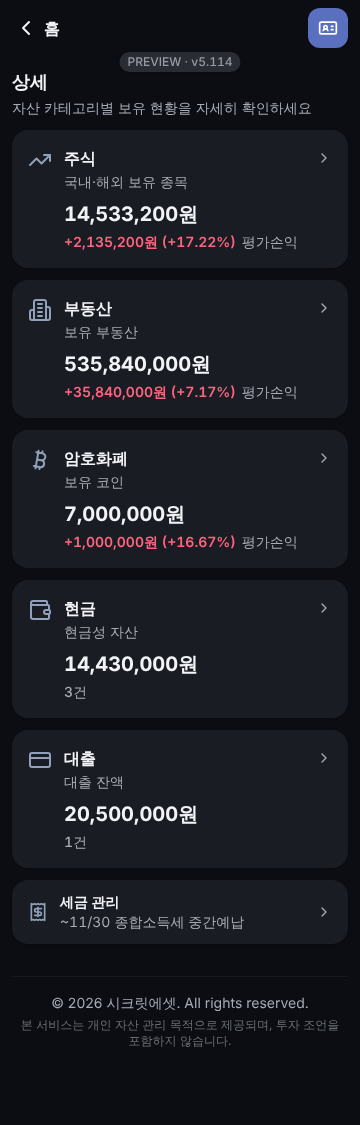 홈
PREVIEW · v5.114
상세
자산 카테고리별 보유 현황을 자세히 확인하세요
주식
국내·해외 보유 종목
14,533,200원
+2,135,200원 (+17.22%) 평가손익
부동산
보유 부동산
535,840,000원
+35,840,000원 (+7.17%) 평가손익
암호화폐
보유 코인
7,000,000원
+1,000,000원 (+16.67%) 평가손익
현금
현금성 자산
14,430,000원
3건
대출
대출 잔액
20,500,000원
1건
세금 관리
~11/30 종합소득세 중간예납
© 2026 시크릿에셋. All rights reserved.
본 서비스는 개인 자산 관리 목적으로 제공되며, 투자 조언을
포함하지 않습니다.